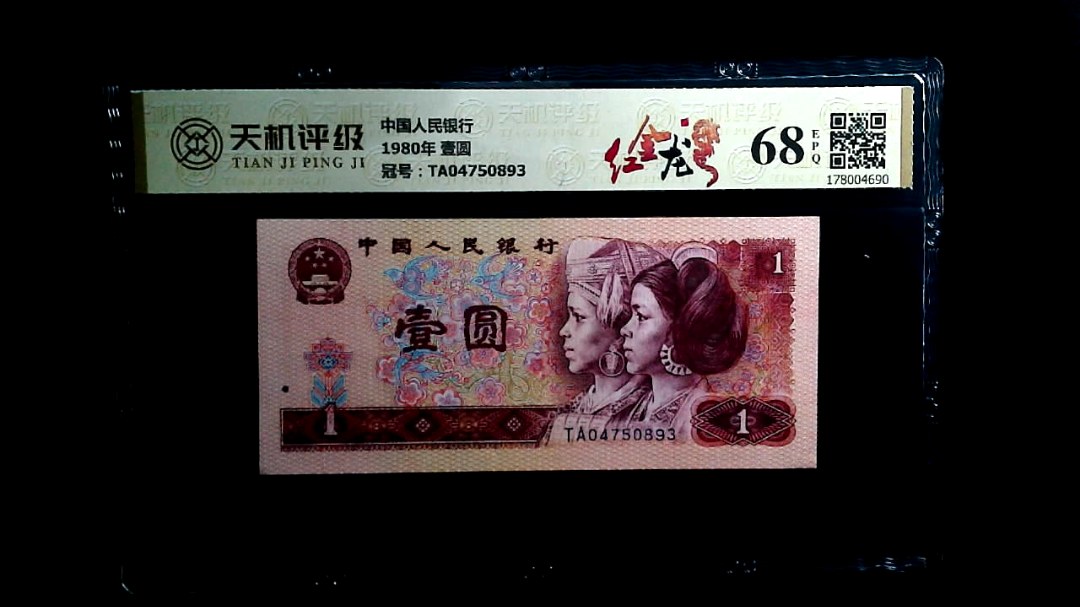 天机评级
TIAN JI PING JI
中国人民银行
1980年 壹圆
冠号：TA04750893
红金龙
68
EPQ
178004690
中国人民银行
1
壹圆
1
TA04750893
1